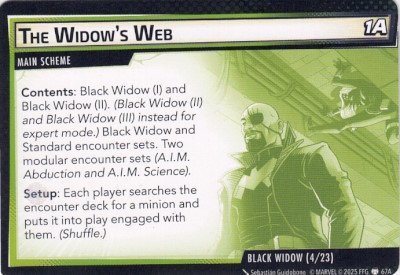 THE WIDOW'S WEB
1A
MAIN SCHEME
Contents: Black Widow (I) and
Black Widow (II). (Black Widow (II)
and Black Widow (III) instead for
expert mode.) Black Widow and
Standard encounter sets. Two
modular encounter sets (A.I.M.
Abduction and A.I.M. Science).
Setup: Each player searches the
encounter deck for a minion and
puts it into play engaged with
them. (Shuffle.)
BLACK WIDOW (4/23)
Sebastián Guidobono © MARVEL © 2025 FFG 67A